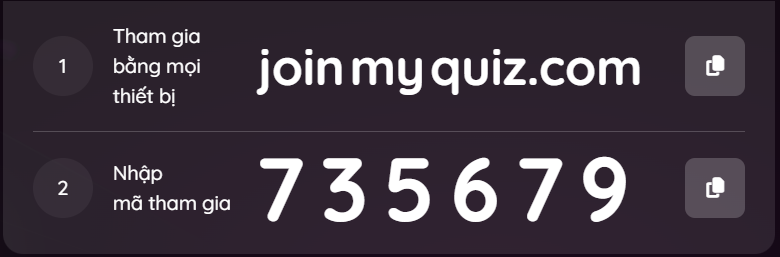 1
Tham gia
bằng mọi
thiết bị
joinmyquiz.com
2
Nhập
mã tham gia
735679